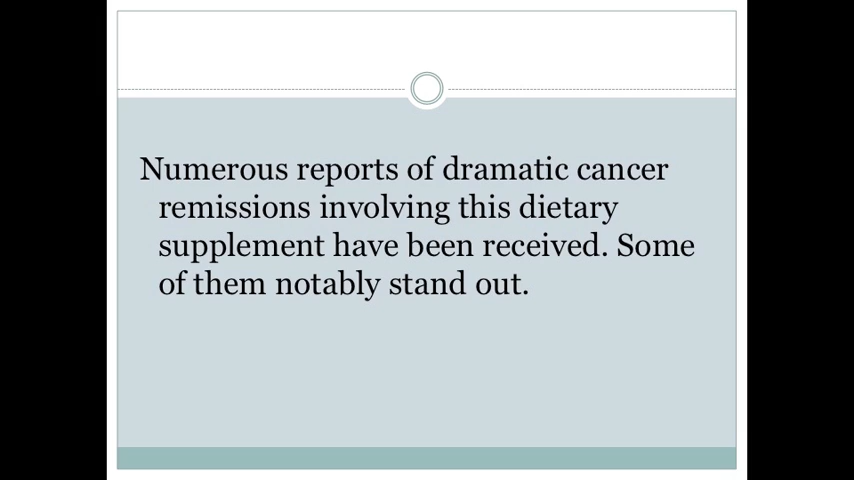 Numerous reports of dramatic cancer
remissions involving this dietary
supplement have been received. Some
of them notably stand out.